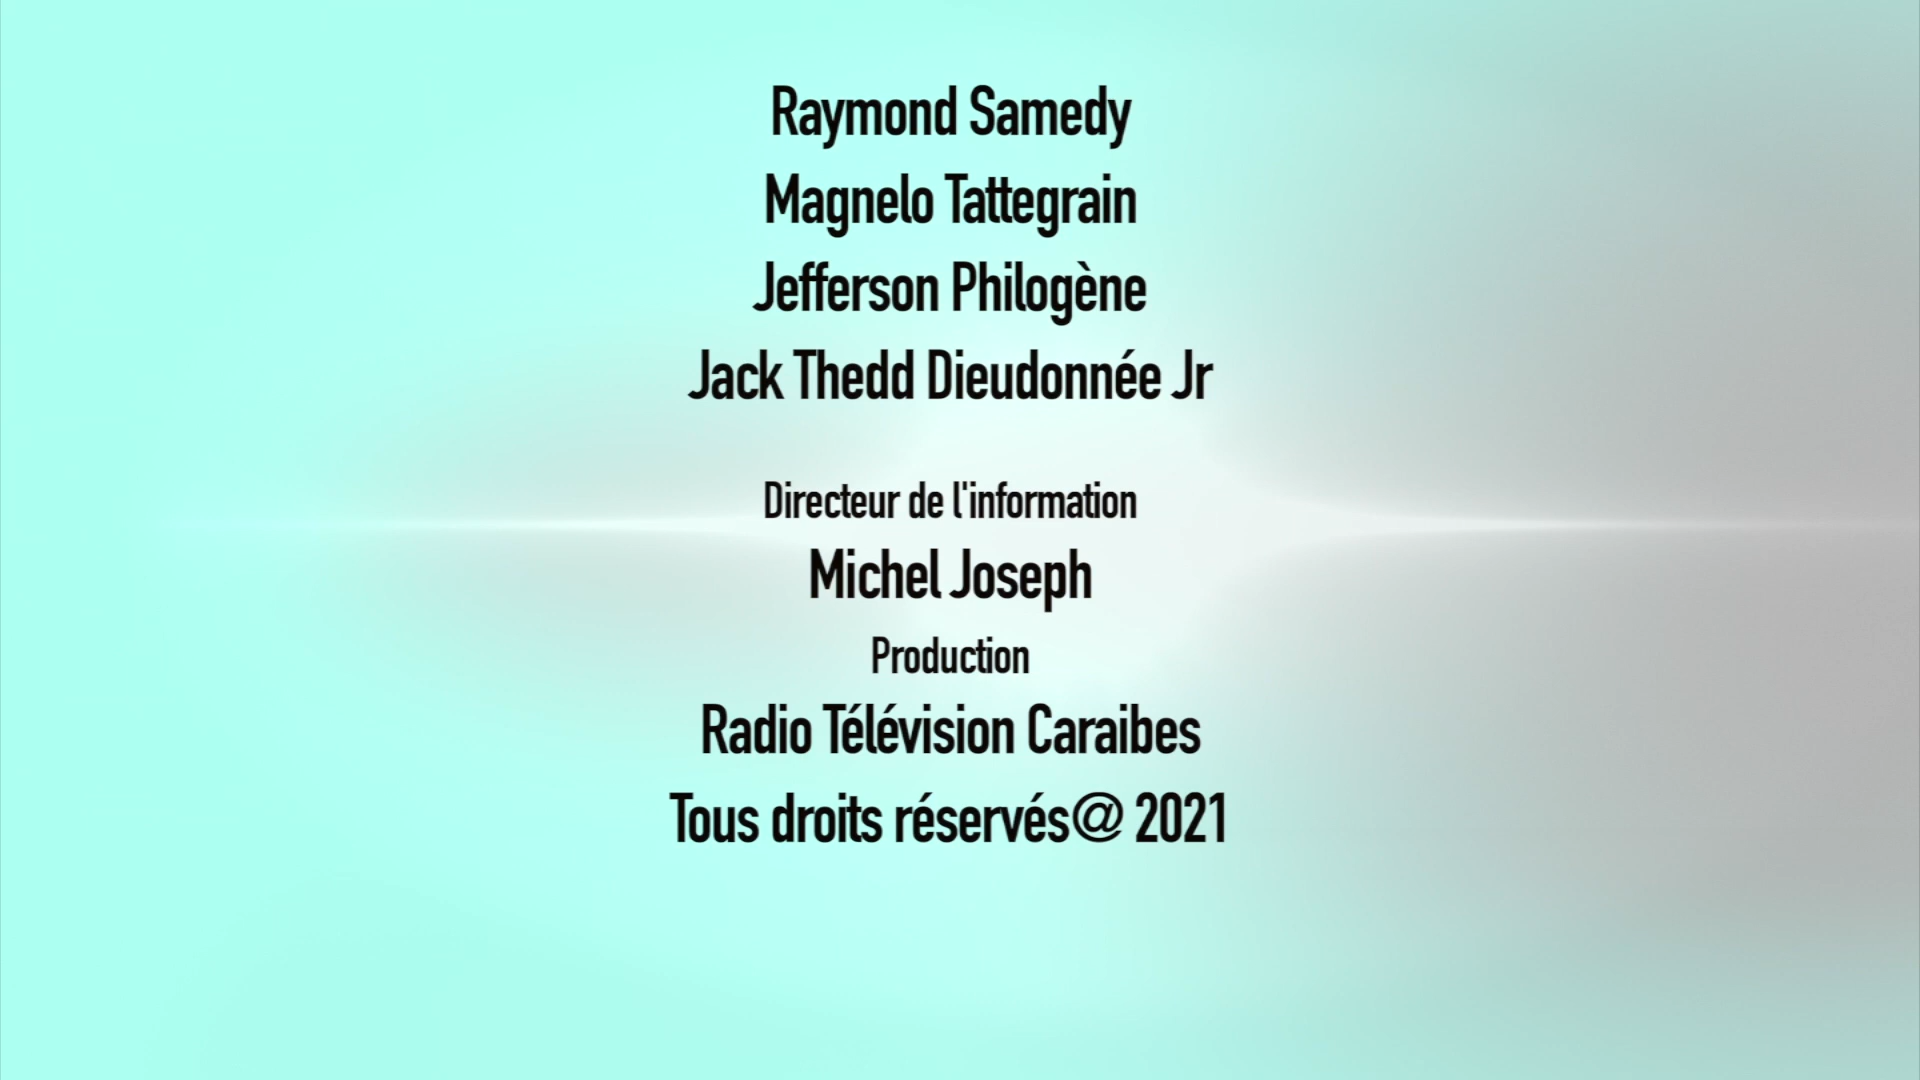 Raymond Samedy
Magnelo Tattegrain
Jefferson Philogène
Jack Thedd Dieudonnée Jr
Directeur de l'information
Michel Joseph
Production
Radio Télévision Caraibes
Tous droits réservés@ 2021